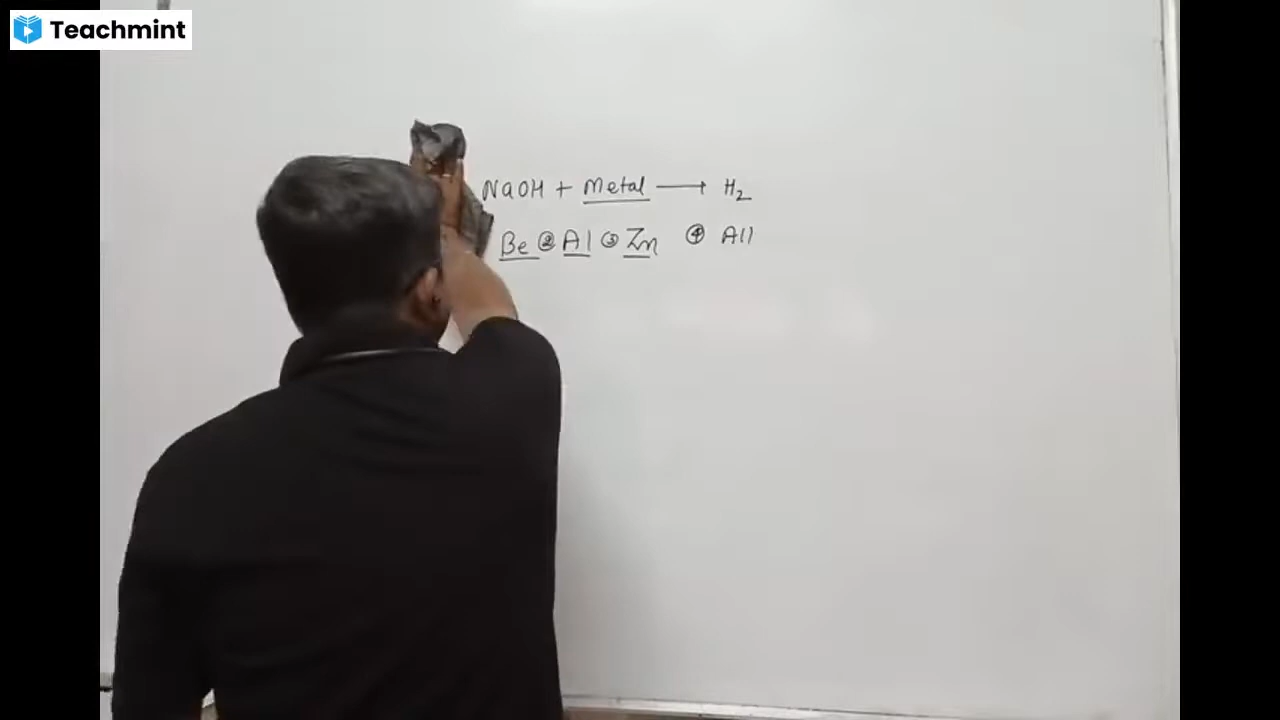 Teachmint
NaOH + Metal ⟶ H₂
Be ② Al ③ Zn ④ All